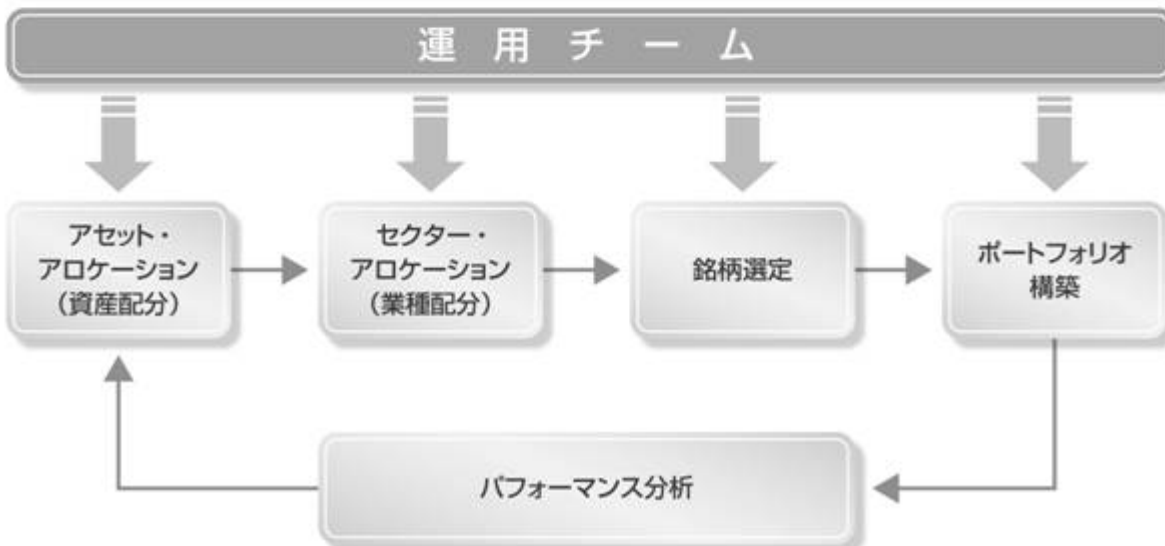 運用チーム
アセット・
アロケーション
（資産配分）
セクター・
アロケーション
（業種配分）
銘柄選定
ポートフォリオ
構築
パフォーマンス分析